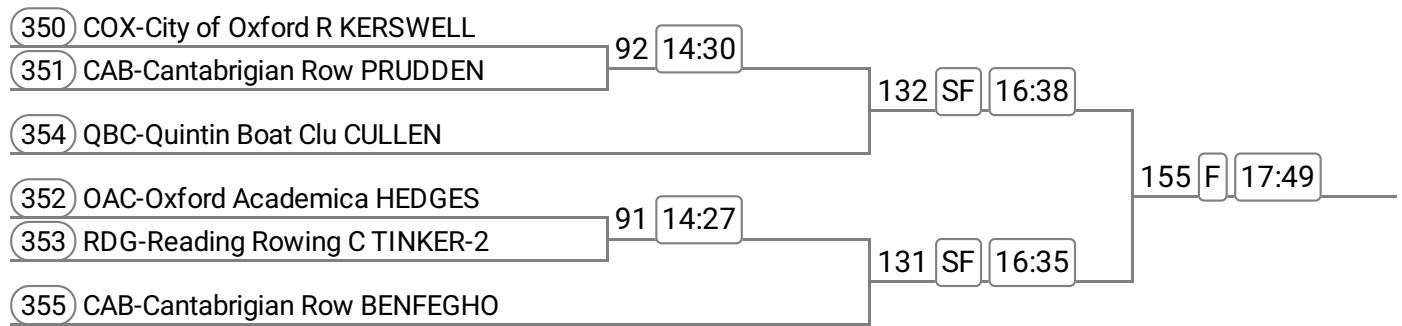 350 COX-City of Oxford R KERSWELL
92 14:30
351 CAB-Cantabrigian Row PRUDDEN
132 SF 16:38
354 QBC-Quintin Boat Clu CULLEN
155 F 17:49
352 OAC-Oxford Academica HEDGES
91 14:27
353 RDG-Reading Rowing C TINKER-2
131 SF 16:35
355 CAB-Cantabrigian Row BENFEGHO